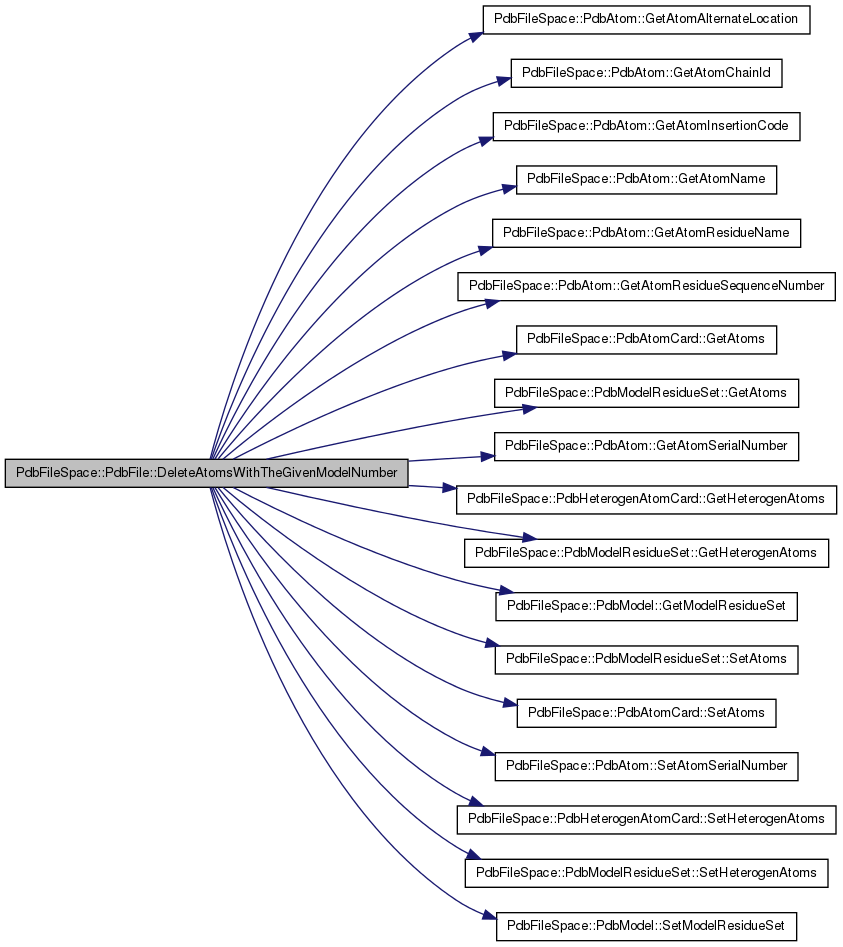 PdbFileSpace::PdbAtom::GetAtomAlternateLocation
PdbFileSpace::PdbAtom::GetAtomChainId
PdbFileSpace::PdbAtom::GetAtomInsertionCode
PdbFileSpace::PdbAtom::GetAtomName
PdbFileSpace::PdbAtom::GetAtomResidueName
PdbFileSpace::PdbAtom::GetAtomResidueSequenceNumber
PdbFileSpace::PdbAtomCard::GetAtoms
PdbFileSpace::PdbModelResidueSet::GetAtoms
PdbFileSpace::PdbAtom::GetAtomSerialNumber
PdbFileSpace::PdbFile::DeleteAtomsWithTheGivenModelNumber
PdbFileSpace::PdbHeterogenAtomCard::GetHeterogenAtoms
PdbFileSpace::PdbModelResidueSet::GetHeterogenAtoms
PdbFileSpace::PdbModel::GetModelResidueSet
PdbFileSpace::PdbModelResidueSet::SetAtoms
PdbFileSpace::PdbAtomCard::SetAtoms
PdbFileSpace::PdbAtom::SetAtomSerialNumber
PdbFileSpace::PdbHeterogenAtomCard::SetHeterogenAtoms
PdbFileSpace::PdbModelResidueSet::SetHeterogenAtoms
PdbFileSpace::PdbModel::SetModelResidueSet